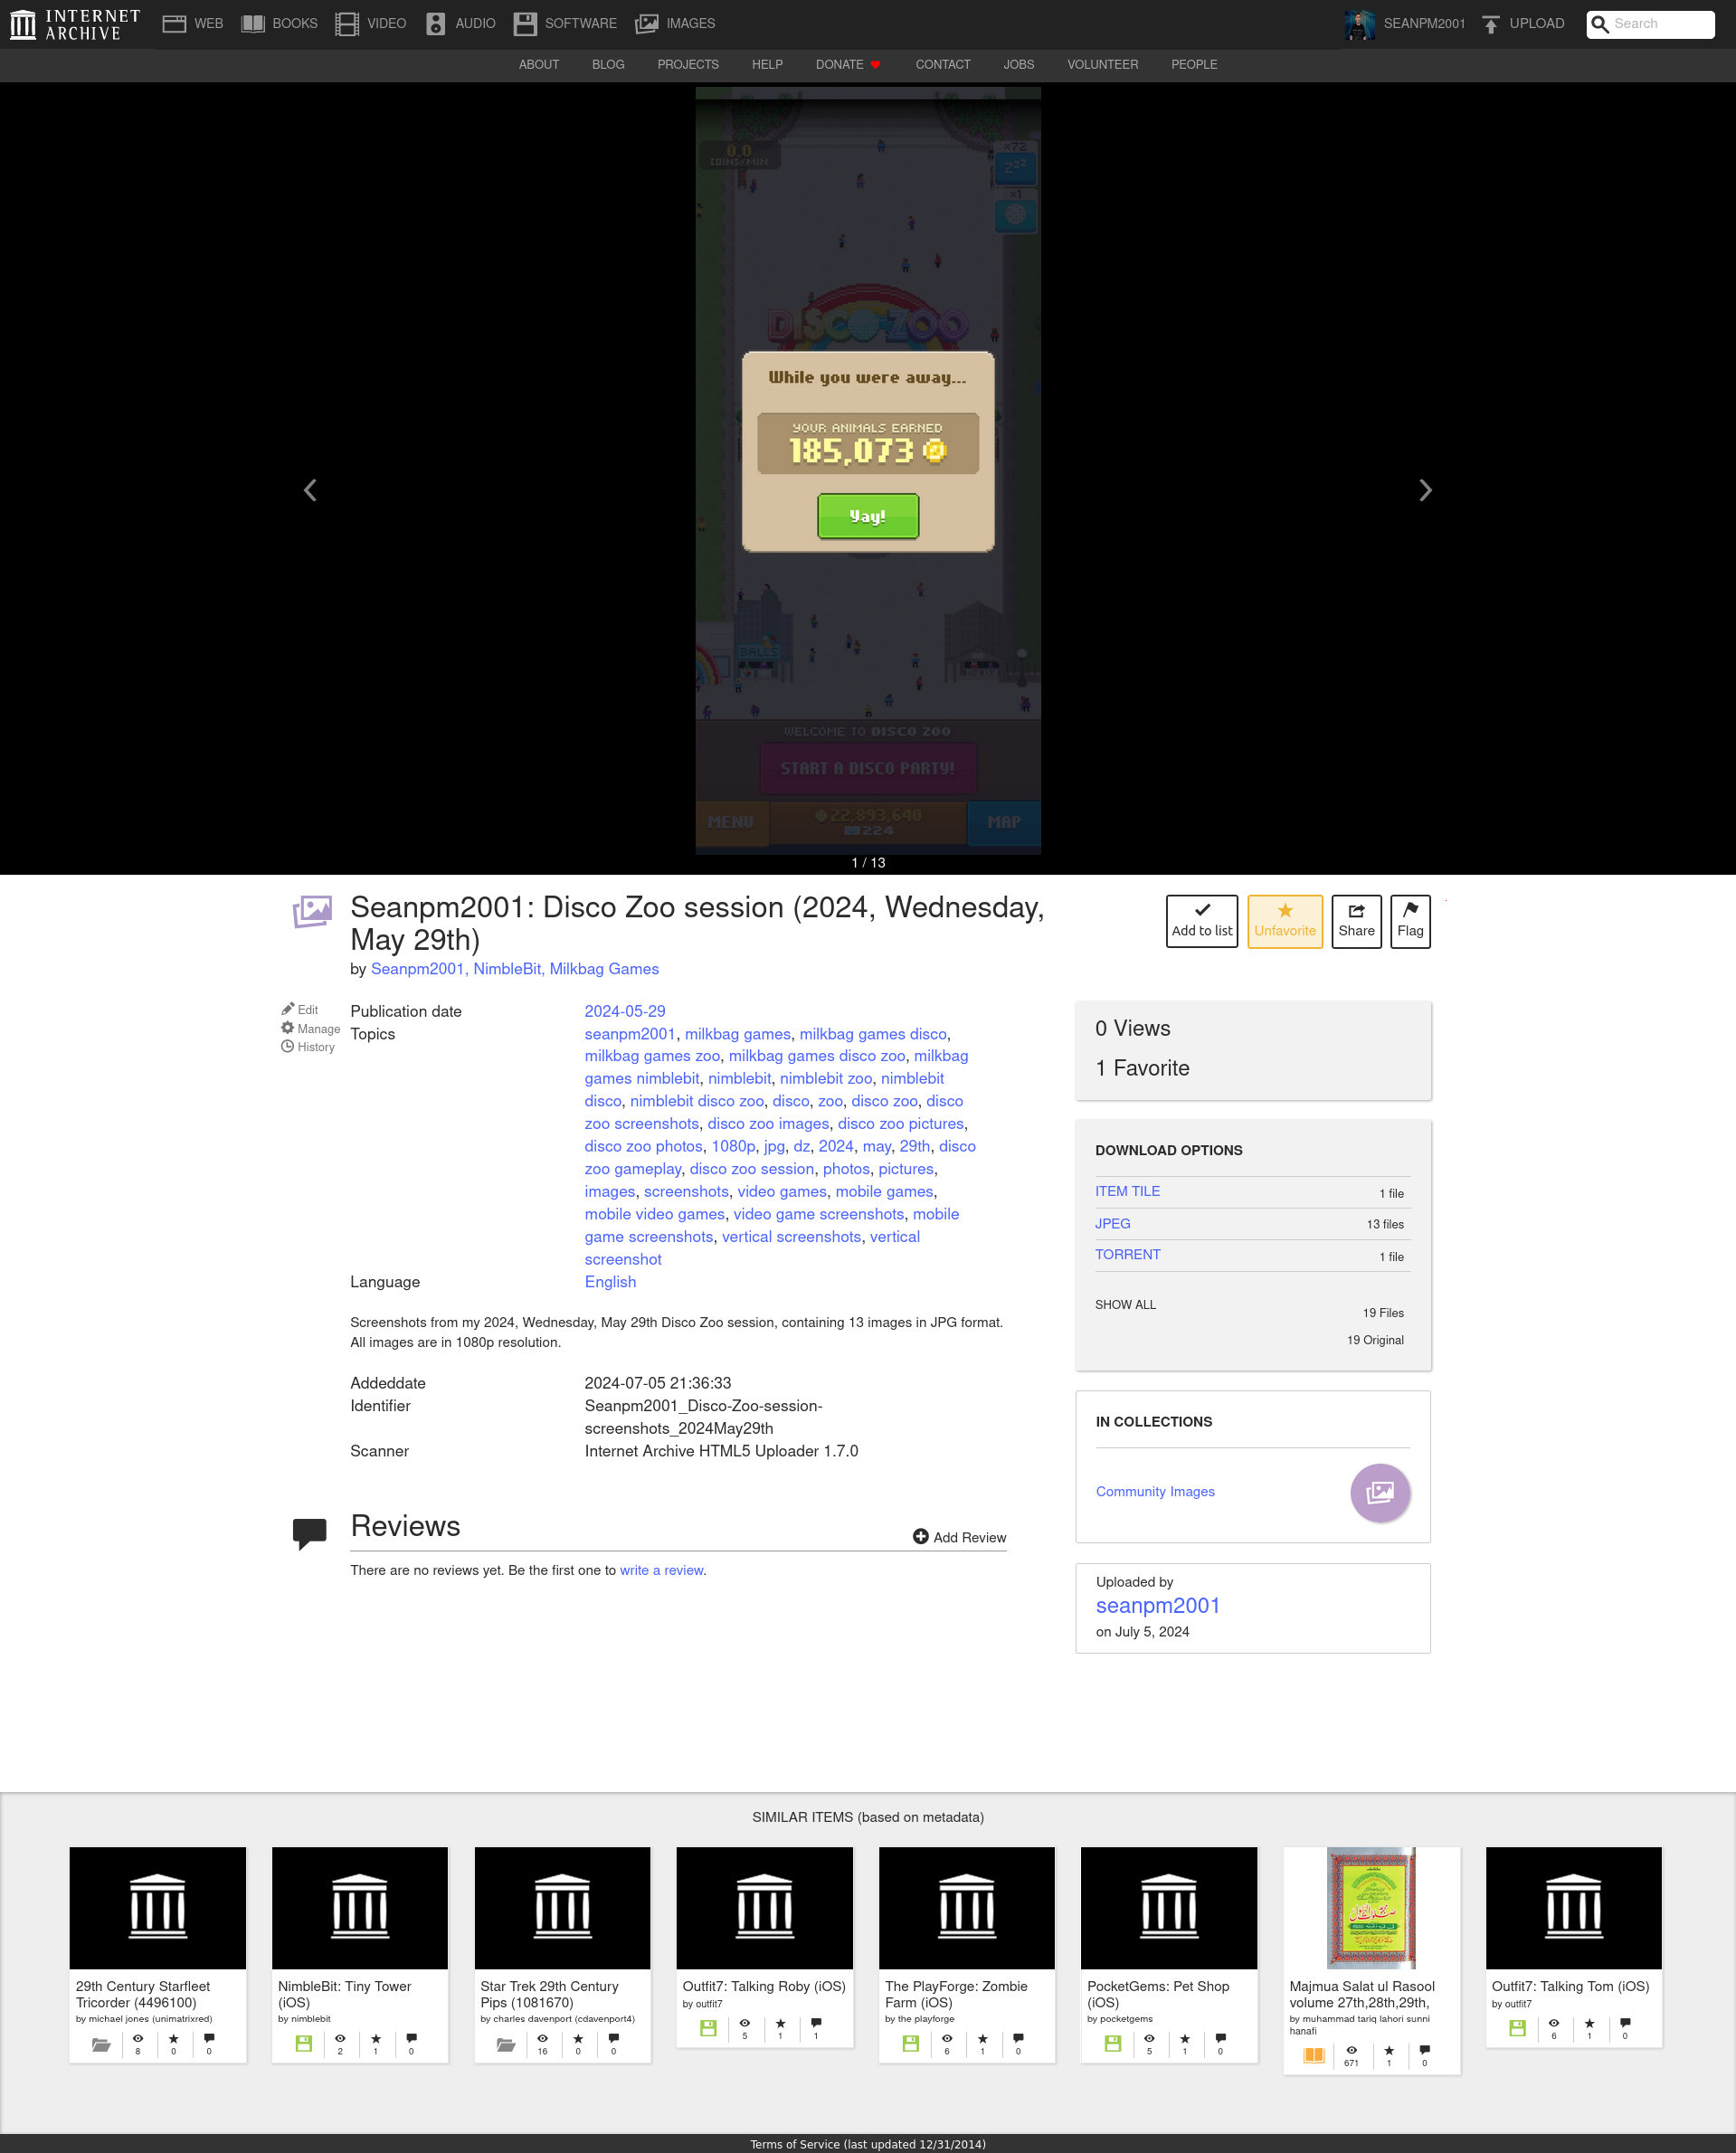 INTERNET ARCHIVE
WEB BOOKS VIDEO AUDIO SOFTWARE IMAGES SEANPM2001 UPLOAD Search
ABOUT BLOG PROJECTS HELP DONATE CONTACT JOBS VOLUNTEER PEOPLE
0.0
COINS/MIN
x72
zzz
x1
DISCO ZOO
While you were away...
YOUR ANIMALS EARNED
185,073
Yay!
BALLS
WELCOME TO DISCO ZOO
START A DISCO PARTY!
MENU
22,893,640
224
MAP
1 / 13
Seanpm2001: Disco Zoo session (2024, Wednesday,
May 29th)
by Seanpm2001, NimbleBit, Milkbag Games
Add to list
Unfavorite
Share
Flag
Edit
Manage
History
Publication date 2024-05-29
Topics seanpm2001, milkbag games, milkbag games disco,
milkbag games zoo, milkbag games disco zoo, milkbag
games nimblebit, nimblebit, nimblebit zoo, nimblebit
disco, nimblebit disco zoo, disco, zoo, disco zoo, disco
zoo screenshots, disco zoo images, disco zoo pictures,
disco zoo photos, 1080p, jpg, dz, 2024, may, 29th, disco
zoo gameplay, disco zoo session, photos, pictures,
images, screenshots, video games, mobile games,
mobile video games, video game screenshots, mobile
game screenshots, vertical screenshots, vertical
screenshot
Language English
Screenshots from my 2024, Wednesday, May 29th Disco Zoo session, containing 13 images in JPG format.
All images are in 1080p resolution.
Addeddate 2024-07-05 21:36:33
Identifier Seanpm2001_Disco-Zoo-session-
screenshots_2024May29th
Scanner Internet Archive HTML5 Uploader 1.7.0
Reviews
Add Review
There are no reviews yet. Be the first one to write a review.
0 Views
1 Favorite
DOWNLOAD OPTIONS
ITEM TILE 1 file
JPEG 13 files
TORRENT 1 file
SHOW ALL 19 Files
19 Original
IN COLLECTIONS
Community Images
Uploaded by
seanpm2001
on July 5, 2024
SIMILAR ITEMS (based on metadata)
29th Century Starfleet
Tricorder (4496100)
by michael jones (unimatrixred)
8 0 0
NimbleBit: Tiny Tower
(iOS)
by nimblebit
2 1 0
Star Trek 29th Century
Pips (1081670)
by charles davenport (cdavenport4)
16 0 0
Outfit7: Talking Roby (iOS)
by outfit7
5 1 1
The PlayForge: Zombie
Farm (iOS)
by the playforge
6 1 0
PocketGems: Pet Shop
(iOS)
by pocketgems
5 1 0
Majmua Salat ul Rasool
volume 27th,28th,29th,
by muhammad tariq lahori sunni
hanafi
671 1 0
Outfit7: Talking Tom (iOS)
by outfit7
6 1 0
Terms of Service (last updated 12/31/2014)